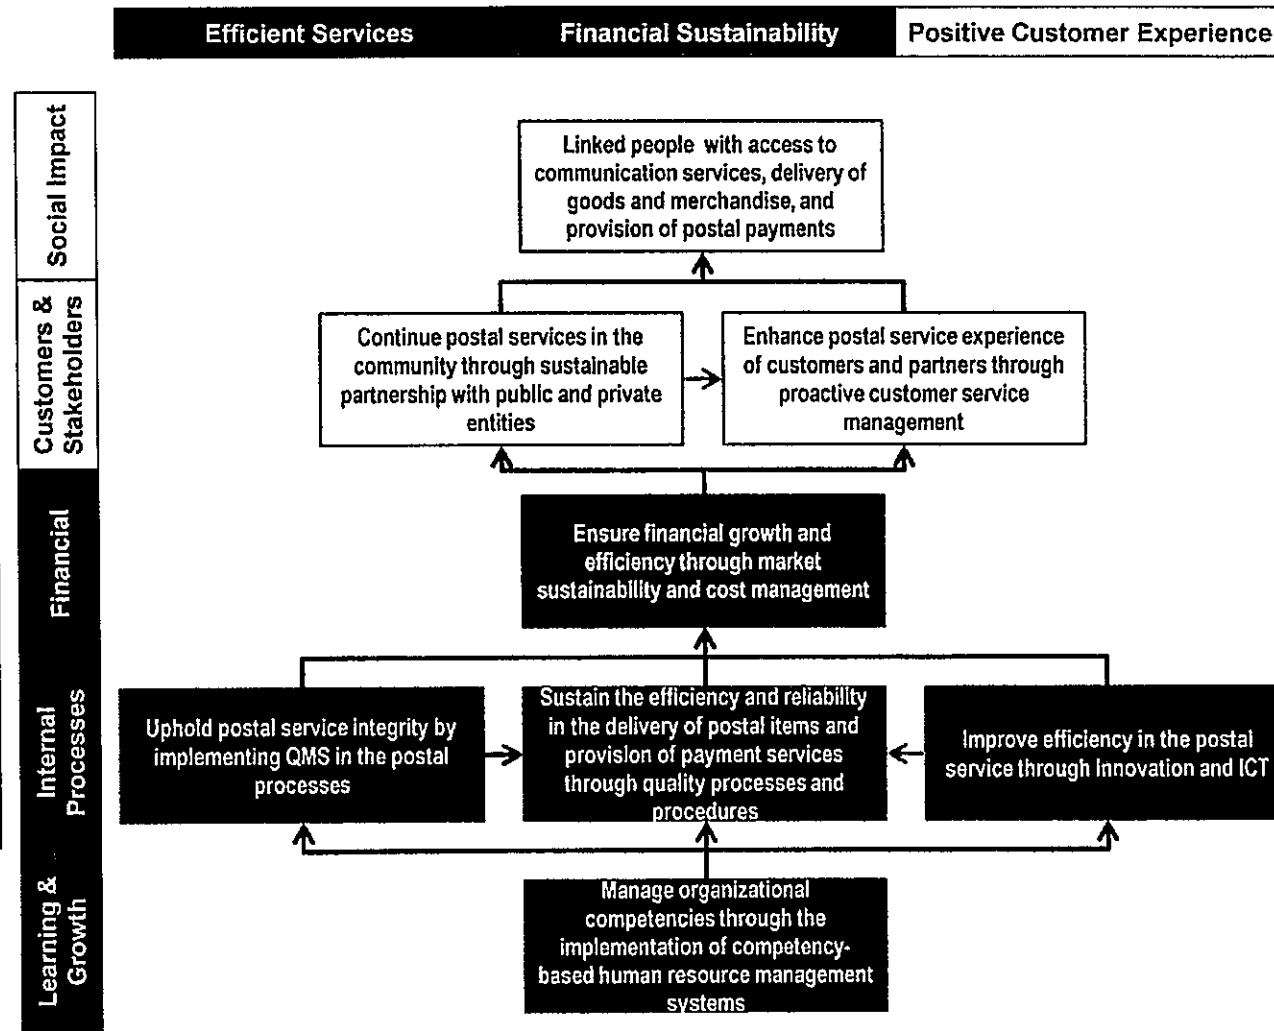 Efficient Services
Financial Sustainability
Positive Customer Experience
Social Impact
Linked people with access to
communication services, delivery of
goods and merchandise, and
provision of postal payments
Customers &
Stakeholders
Continue postal services in the
community through sustainable
partnership with public and private
entities
Enhance postal service experience
of customers and partners through
proactive customer service
management
Financial
Ensure financial growth and
efficiency through market
sustainability and cost management
Internal
Processes
Uphold postal service integrity by
implementing QMS in the postal
processes
Sustain the efficiency and reliability
in the delivery of postal items and
provision of payment services
through quality processes and
procedures
Improve efficiency in the postal
service through Innovation and ICT
Learning &
Growth
Manage organizational
competencies through the
implementation of competency-
based human resource management
systems